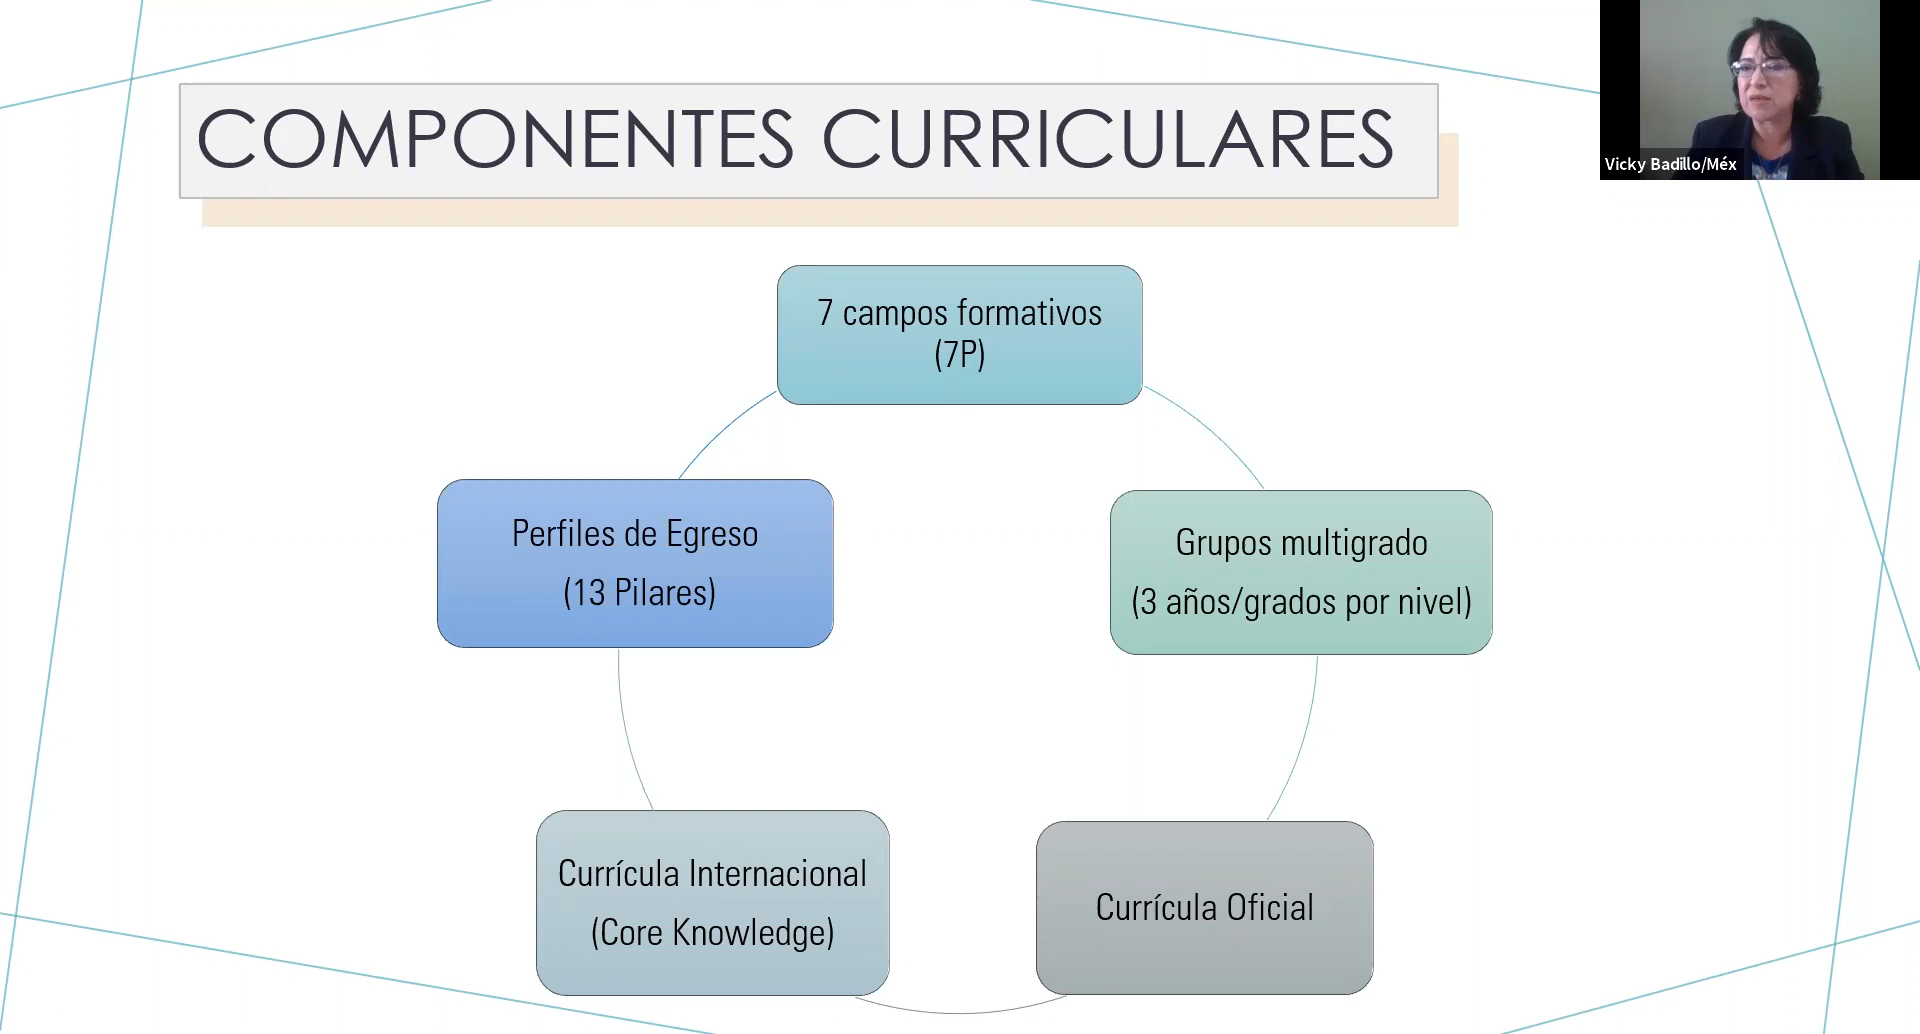 COMPONENTES CURRICULARES
Vicky Badillo/Méx
7 campos formativos
(7P)
Perfiles de Egreso
(13 Pilares)
Grupos multigrado
(3 años/grados por nivel)
Currícula Internacional
(Core Knowledge)
Currícula Oficial